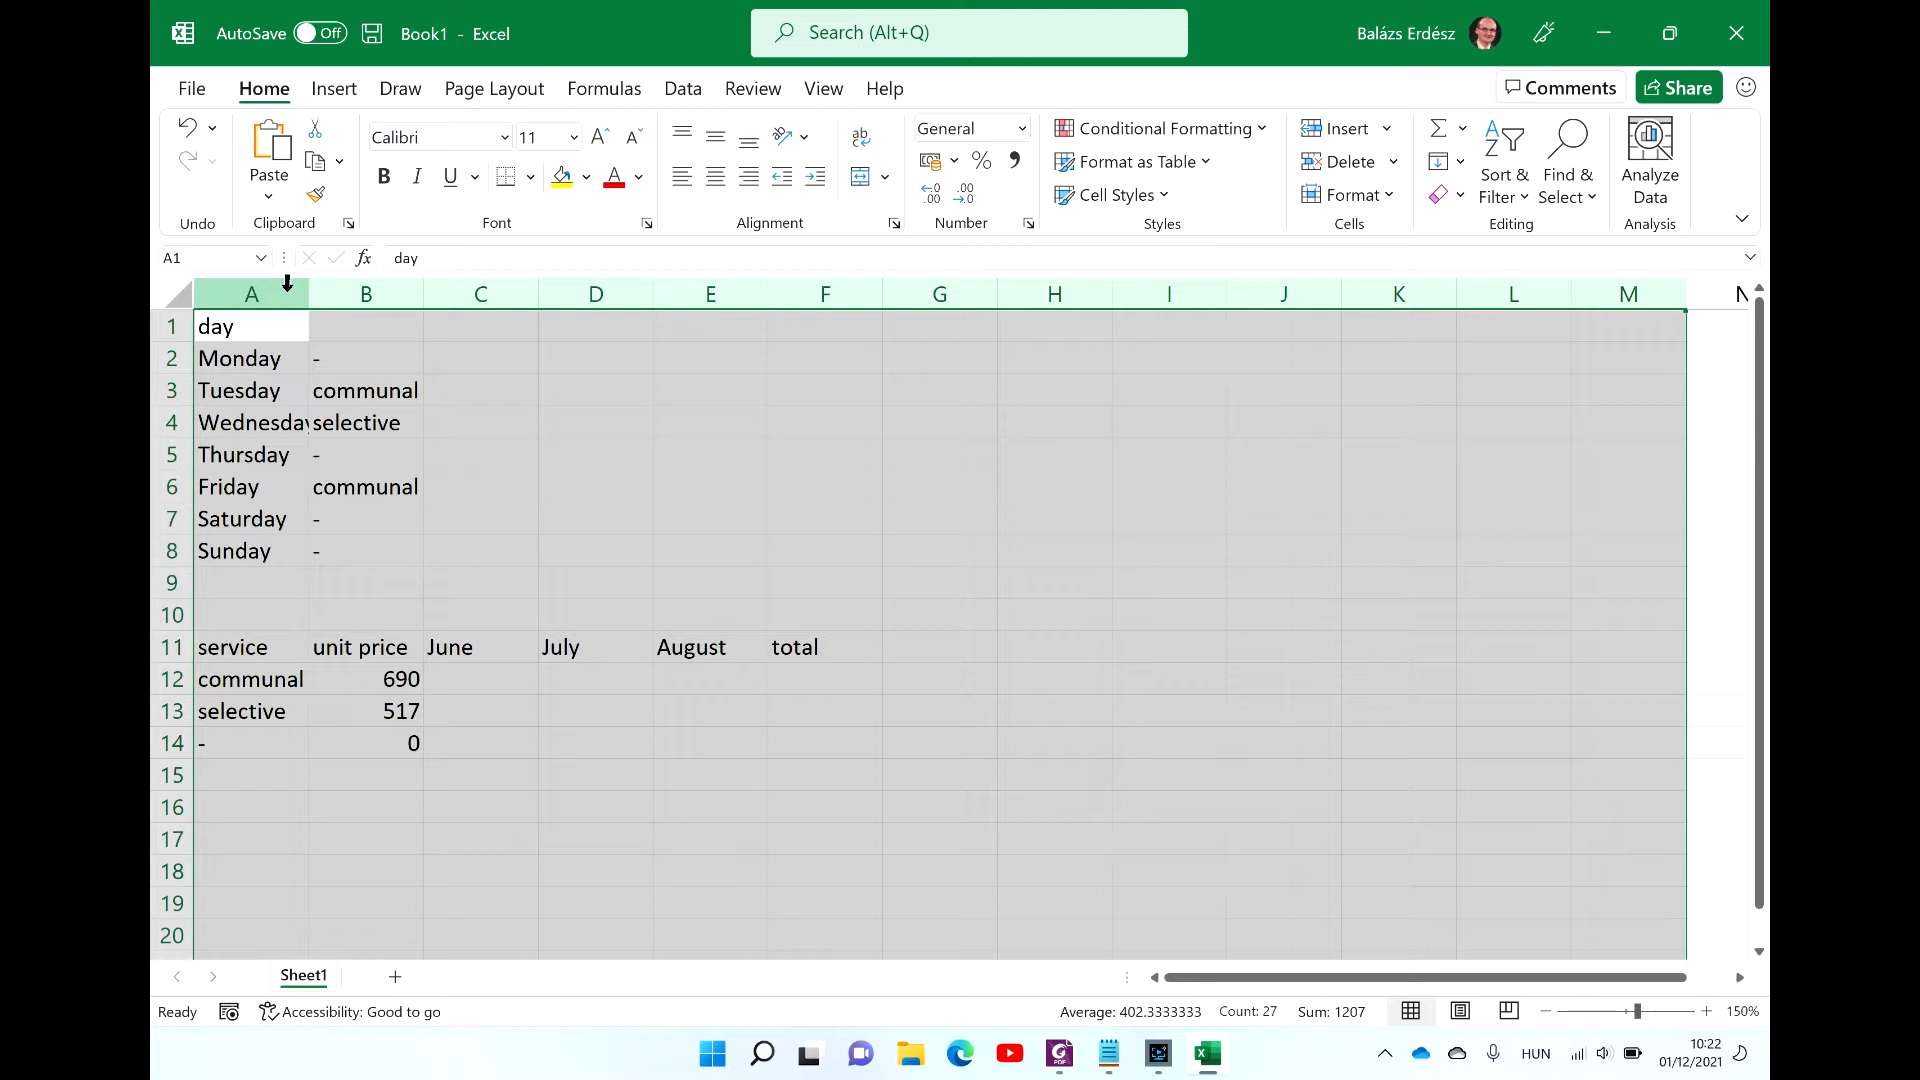 AutoSave Off Book1 - Excel Search (Alt+Q) Balázs Erdész
File Home Insert Draw Page Layout Formulas Data Review View Help Comments Share
Calibri 11 General Conditional Formatting Insert
Paste Format as Table Delete Sort & Find & Analyze
Cell Styles Format Filter Select Data
Undo Clipboard Font Alignment Number Styles Cells Editing Analysis
A1 fx day
A B C D E F G H I J K L M N
1 day
2 Monday -
3 Tuesday communal
4 Wednesday selective
5 Thursday -
6 Friday communal
7 Saturday -
8 Sunday -
9
10
11 service unit price June July August total
12 communal 690
13 selective 517
14 - 0
15
16
17
18
19
20
Sheet1
Ready Accessibility: Good to go Average: 402.3333333 Count: 27 Sum: 1207 150%
HUN 10:22
01/12/2021